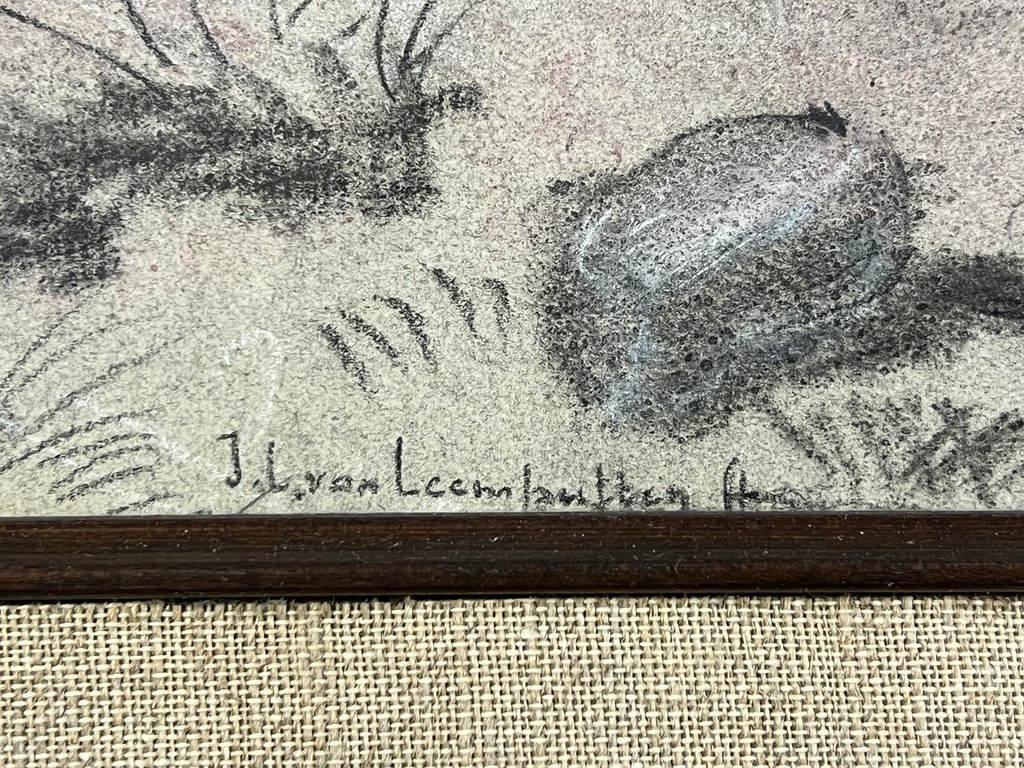 J. L. van Leemputten